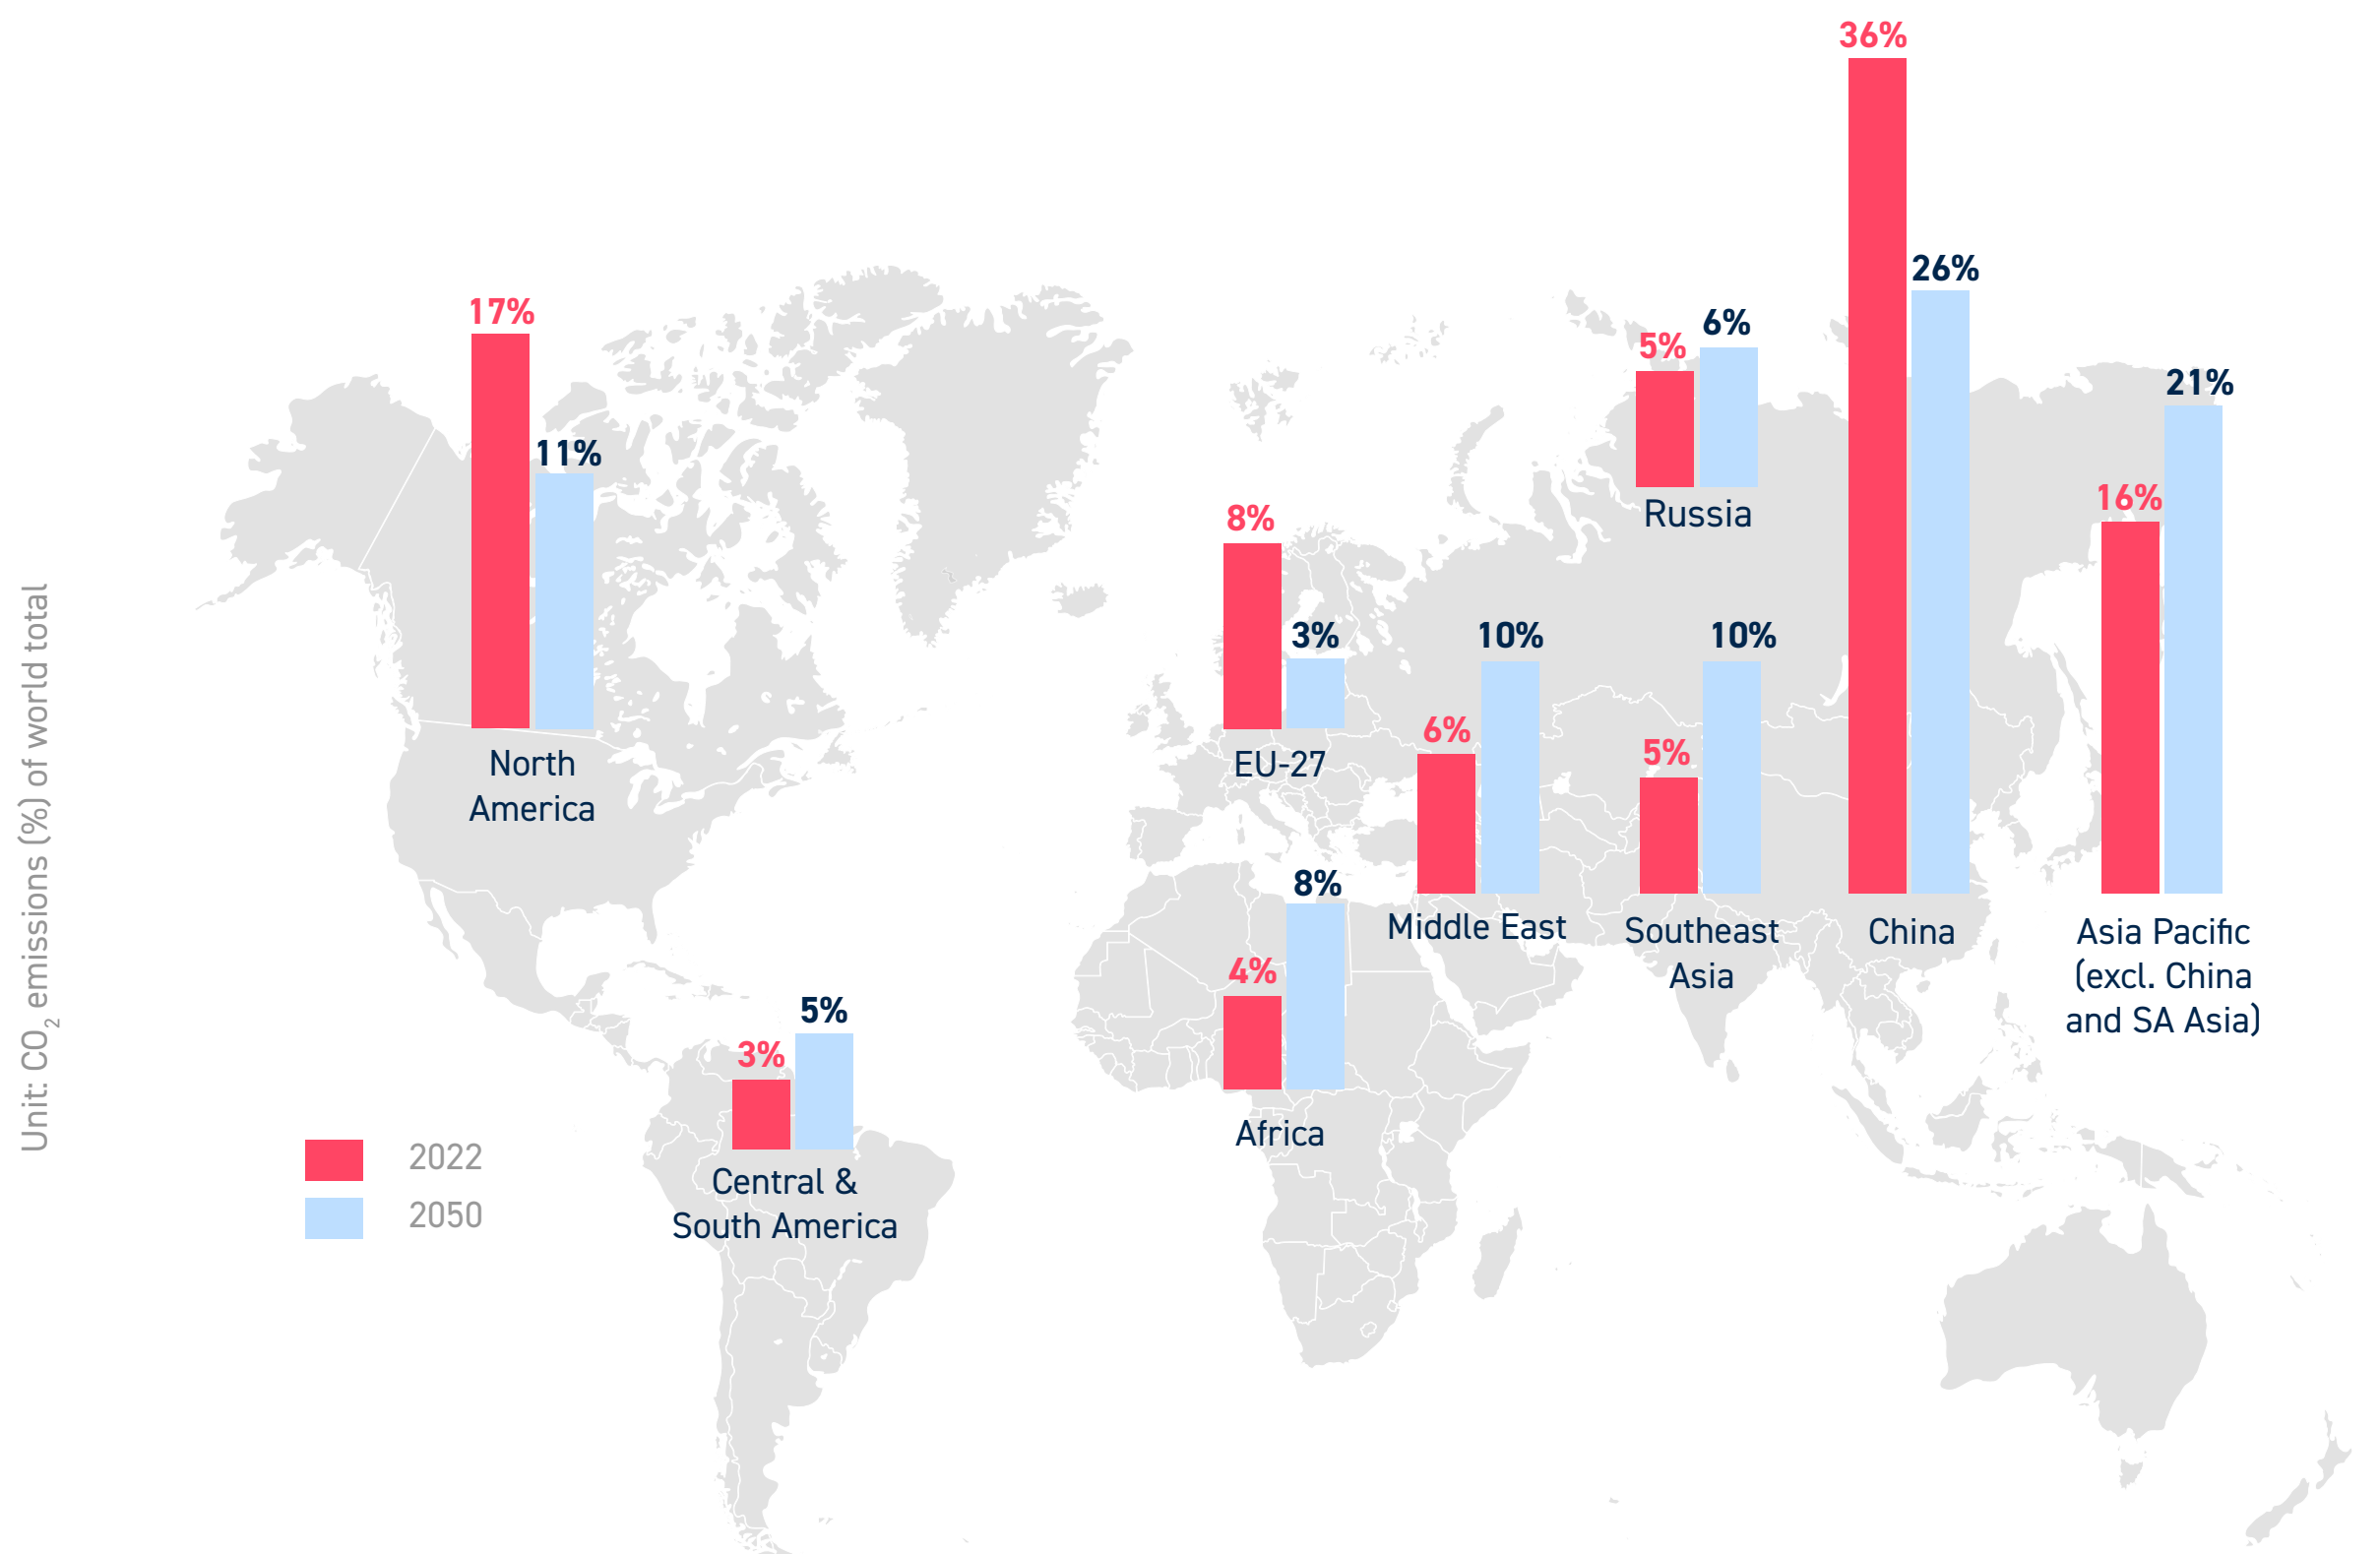 Unit: CO2 emissions (%) of world total
17%
11%
North
America
3%
5%
Central &
South America
8%
3%
EU-27
4%
8%
Africa
6%
10%
Middle East
5%
6%
Russia
5%
10%
Southeast
Asia
36%
26%
China
16%
21%
Asia Pacific
(excl. China
and SA Asia)
2022
2050